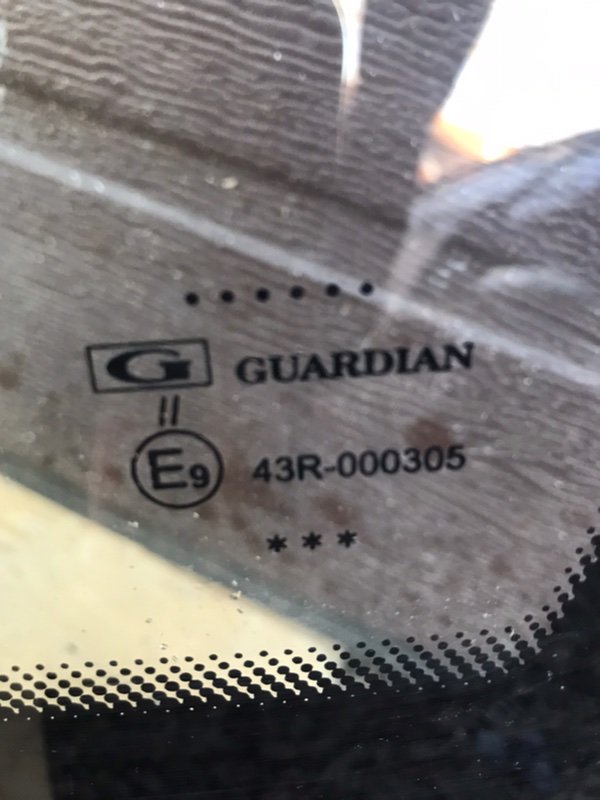 ......
G GUARDIAN
II
E9 43R-000305
***